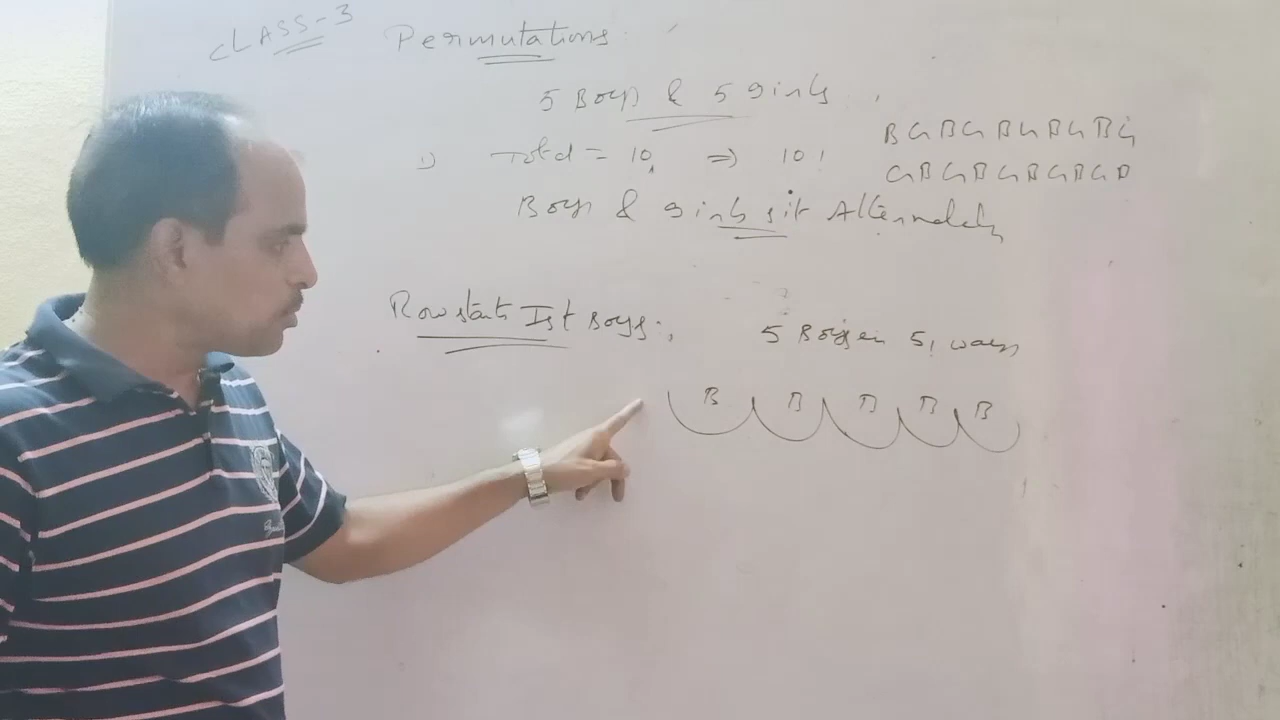 CLASS-3
Permutations
5 Boys & 5 girls
1) Total = 10, => 10!
BGBGBGBGBG
GBGBGBGBGB
Boys & girls sit Alternately
Row starts Ist Boys:,
5 Boys in 5! ways
B B B B B